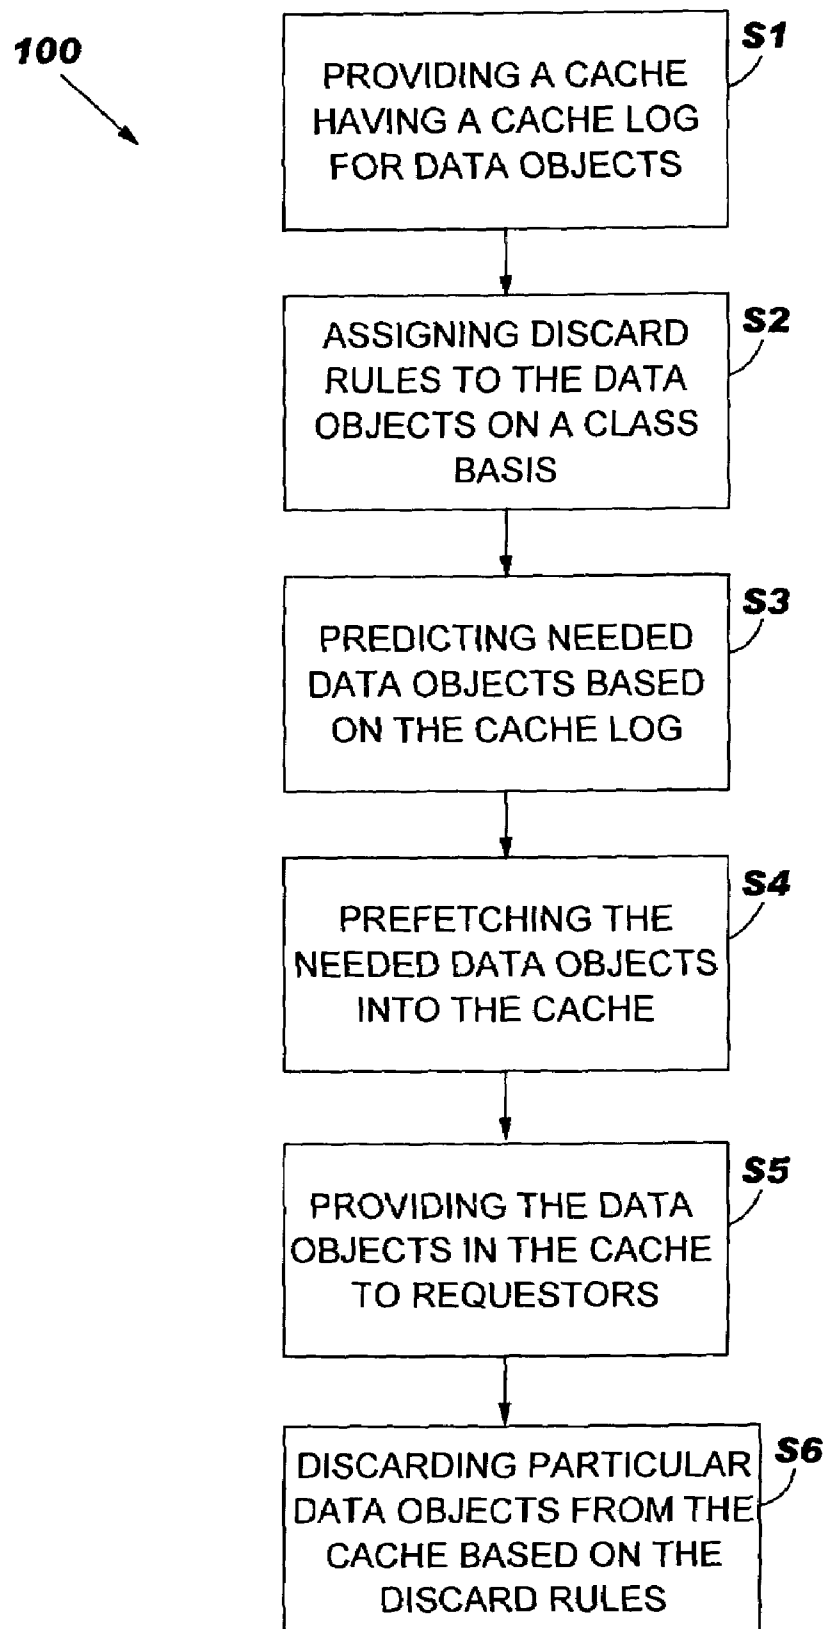 100
S1
PROVIDING A CACHE
HAVING A CACHE LOG
FOR DATA OBJECTS
S2
ASSIGNING DISCARD
RULES TO THE DATA
OBJECTS ON A CLASS
BASIS
S3
PREDICTING NEEDED
DATA OBJECTS BASED
ON THE CACHE LOG
S4
PREFETCHING THE
NEEDED DATA OBJECTS
INTO THE CACHE
S5
PROVIDING THE DATA
OBJECTS IN THE CACHE
TO REQUESTORS
S6
DISCARDING PARTICULAR
DATA OBJECTS FROM THE
CACHE BASED ON THE
DISCARD RULES